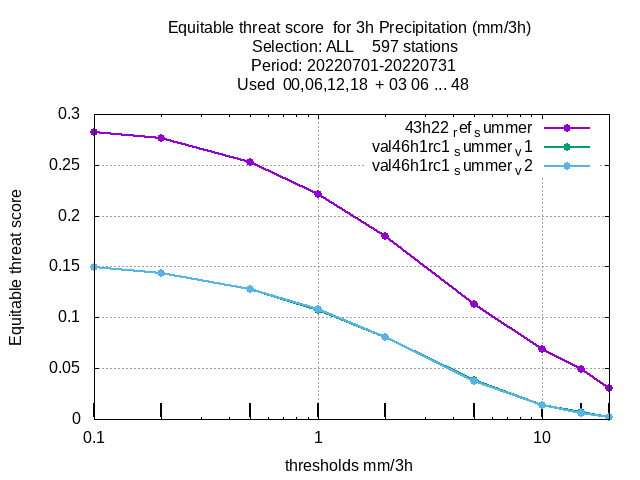 Equitable threat score  for 3h Precipitation (mm/3h)
Selection: ALL    597 stations
Period: 20220701-20220731
Used  00,06,12,18  + 03 06 ... 48
43h22 ref summer
val46h1rc1 summer v1
val46h1rc1 summer v2
Equitable threat score
0.3
0.25
0.2
0.15
0.1
0.05
0
0.1 1 10
thresholds mm/3h